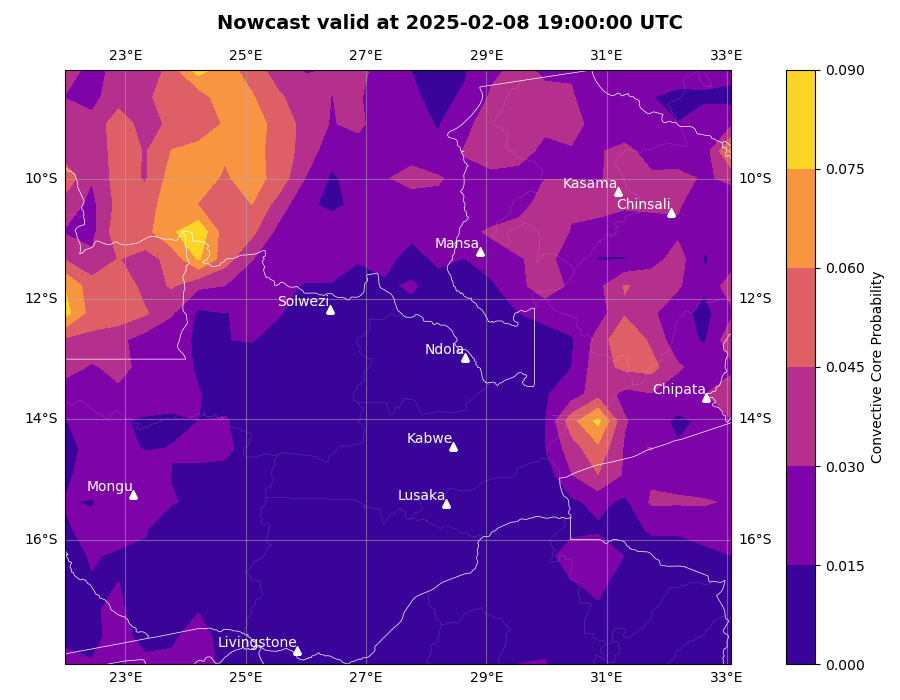 Nowcast valid at 2025-02-08 19:00:00 UTC
23°E 25°E 27°E 29°E 31°E 33°E
0.090
0.075
10°S Kasama 10°S
Chinsali
Mansa
0.060
12°S Solwezi 12°S
Ndola
0.045
Chipata
14°S 14°S
Kabwe
0.030
Mongu
Lusaka
16°S 16°S
0.015
Livingstone
0.000
23°E 25°E 27°E 29°E 31°E 33°E
Convective Core Probability